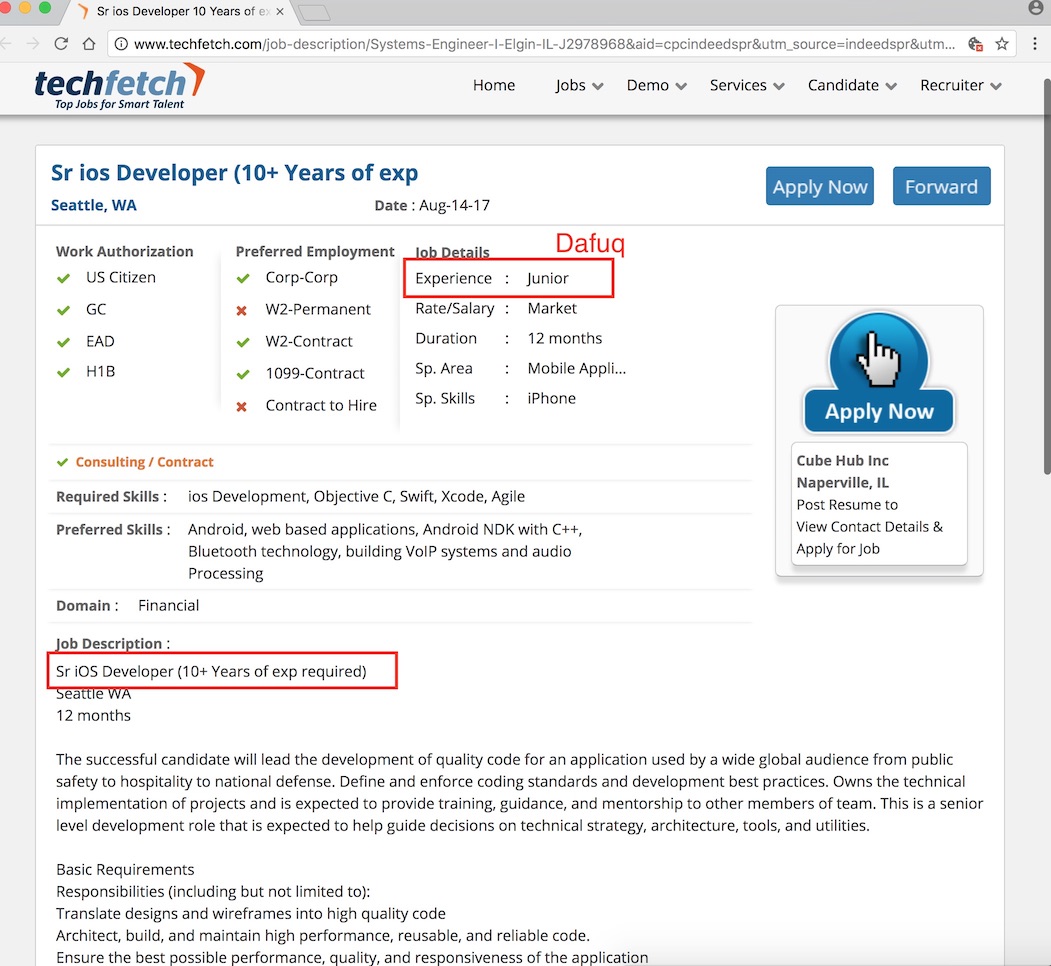 Sr ios Developer 10 Years of ex
www.techfetch.com/job-description/Systems-Engineer-I-Elgin-IL-J2978968&aid=cpcindeedspr&utm_source=indeedspr&utm...
techfetch
Top Jobs for Smart Talent
Home Jobs Demo Services Candidate Recruiter
Sr ios Developer (10+ Years of exp
Seattle, WA Date : Aug-14-17
Apply Now Forward
Work Authorization
US Citizen
GC
EAD
H1B
Preferred Employment
Corp-Corp
W2-Permanent
W2-Contract
1099-Contract
Contract to Hire
Job Details
Dafuq
Experience : Junior
Rate/Salary : Market
Duration : 12 months
Sp. Area : Mobile Appli...
Sp. Skills : iPhone
Apply Now
Cube Hub Inc
Naperville, IL
Post Resume to
View Contact Details &
Apply for Job
Consulting / Contract
Required Skills : ios Development, Objective C, Swift, Xcode, Agile
Preferred Skills : Android, web based applications, Android NDK with C++,
Bluetooth technology, building VoIP systems and audio
Processing
Domain : Financial
Job Description :
Sr iOS Developer (10+ Years of exp required)
Seattle WA
12 months
The successful candidate will lead the development of quality code for an application used by a wide global audience from public
safety to hospitality to national defense. Define and enforce coding standards and development best practices. Owns the technical
implementation of projects and is expected to provide training, guidance, and mentorship to other members of team. This is a senior
level development role that is expected to help guide decisions on technical strategy, architecture, tools, and utilities.
Basic Requirements
Responsibilities (including but not limited to):
Translate designs and wireframes into high quality code
Architect, build, and maintain high performance, reusable, and reliable code.
Ensure the best possible performance, quality, and responsiveness of the application